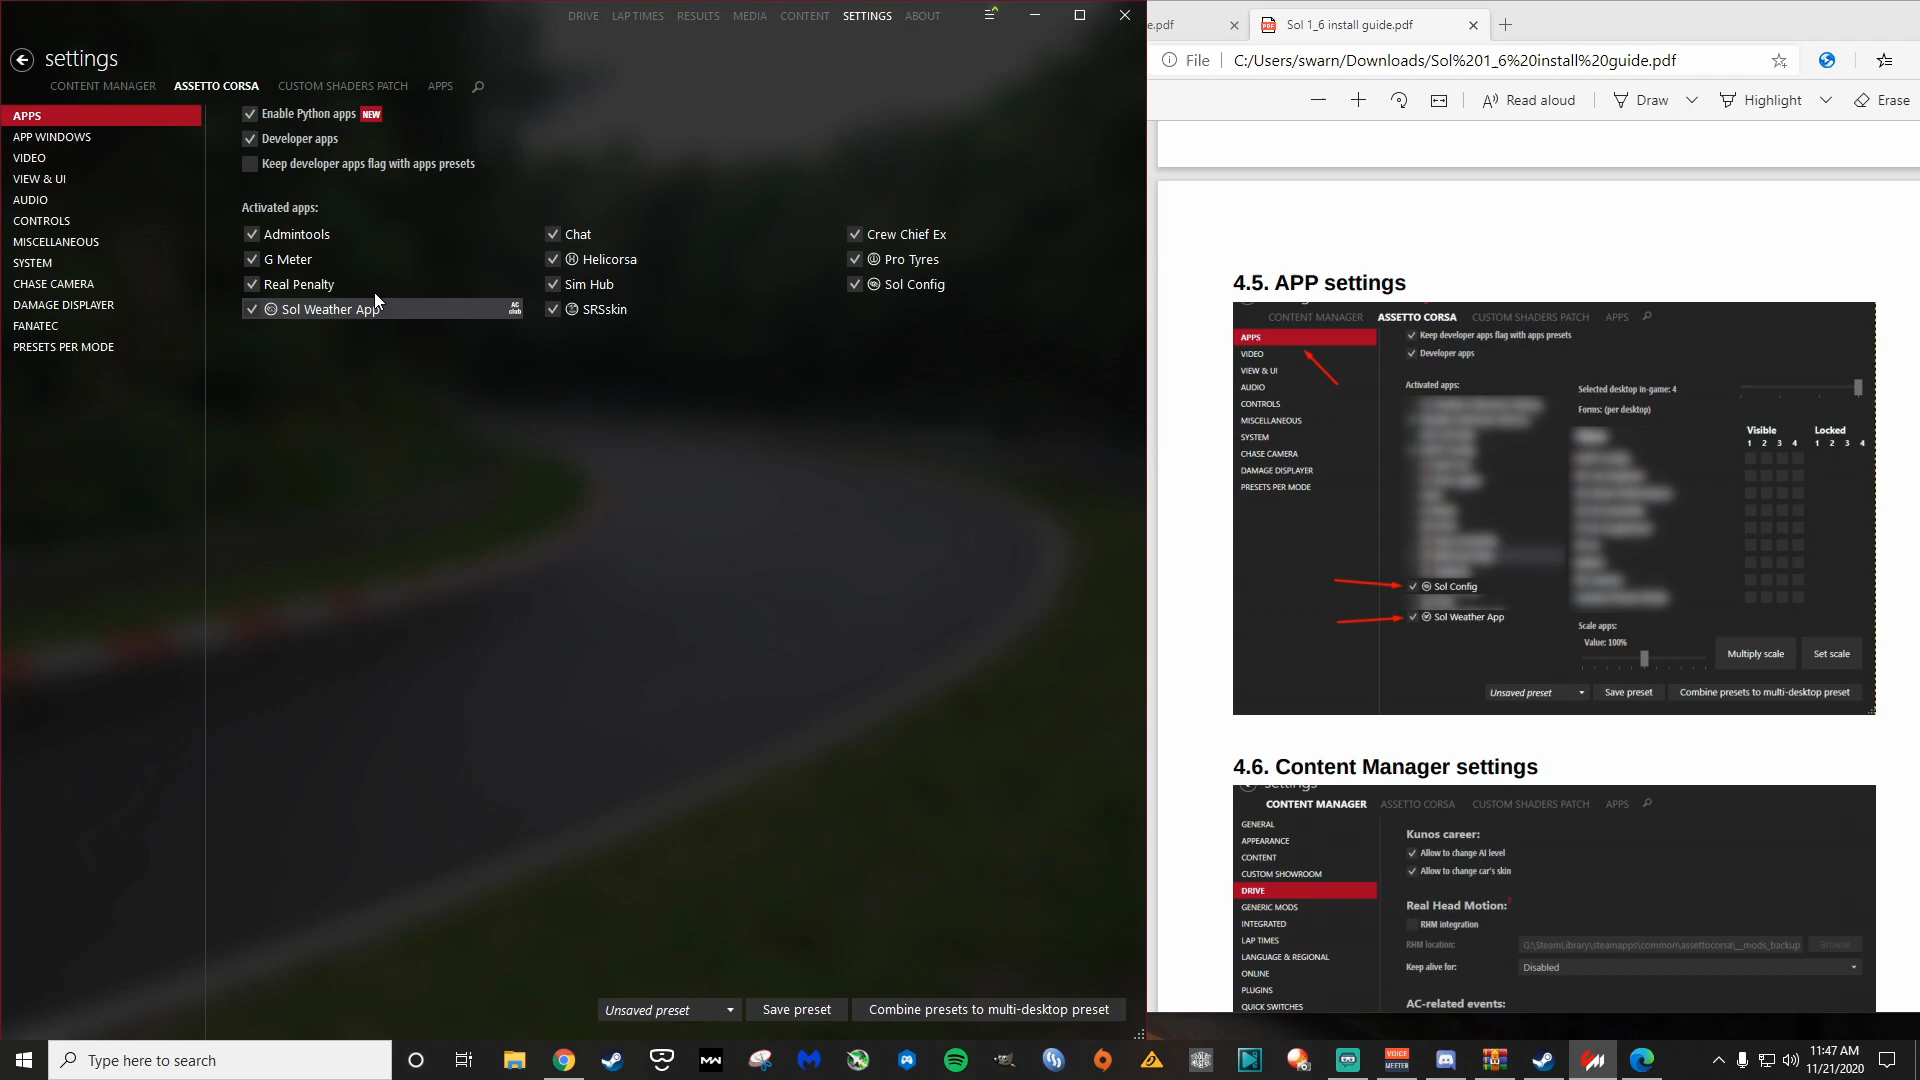 DRIVE LAP TIMES RESULTS MEDIA CONTENT SETTINGS ABOUT
settings
CONTENT MANAGER ASSETTO CORSA CUSTOM SHADERS PATCH APPS
APPS
APP WINDOWS
VIDEO
VIEW & UI
AUDIO
CONTROLS
MISCELLANEOUS
SYSTEM
CHASE CAMERA
DAMAGE DISPLAYER
FANATEC
PRESETS PER MODE
Enable Python apps NEW
Developer apps
Keep developer apps flag with apps presets
Activated apps:
Admintools Chat Crew Chief Ex
G Meter Helicorsa Pro Tyres
Real Penalty Sim Hub Sol Config
Sol Weather App AC club SRSskin
Unsaved preset Save preset Combine presets to multi-desktop preset
e.pdf Sol 1_6 install guide.pdf
File C:/Users/swarn/Downloads/Sol%201_6%20install%20guide.pdf
Read aloud Draw Highlight Erase
4.5. APP settings
CONTENT MANAGER ASSETTO CORSA CUSTOM SHADERS PATCH APPS
APPS
VIDEO
VIEW & UI
AUDIO
CONTROLS
MISCELLANEOUS
SYSTEM
CHASE CAMERA
DAMAGE DISPLAYER
PRESETS PER MODE
Keep developer apps flag with apps presets
Developer apps
Activated apps:
Sol Config
Sol Weather App
Selected desktop in-game: 4
Forms: (per desktop)
Visible Locked
1 2 3 4 1 2 3 4
Scale apps:
Value: 100%
Multiply scale Set scale
Unsaved preset Save preset Combine presets to multi-desktop preset
4.6. Content Manager settings
settings
CONTENT MANAGER ASSETTO CORSA CUSTOM SHADERS PATCH APPS
GENERAL
APPEARANCE
CONTENT
CUSTOM SHOWROOM
DRIVE
GENERIC MODS
INTEGRATED
LAP TIMES
LANGUAGE & REGIONAL
ONLINE
PLUGINS
QUICK SWITCHES
Kunos career:
Allow to change AI level
Allow to change car's skin
Real Head Motion:
RHM integration
RHM location: G:\SteamLibrary\steamapps\common\assettocorsa\__mods_backup Browse
Keep alive for: Disabled
AC-related events:
Type here to search
MW
VOICE MEETER
11:47 AM
11/21/2020